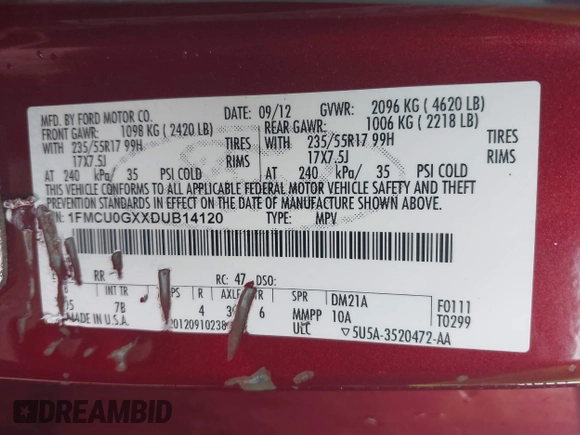 MFD. BY FORD MOTOR CO. DATE: 09/12 GVWR: 2096 KG ( 4620 LB)
FRONT GAWR: 1098 KG ( 2420 LB) REAR GAWR: 1006 KG ( 2218 LB)
WITH 235/55R17 99H TIRES WITH 235/55R17 99H TIRES
17X7.5J RIMS 17X7.5J RIMS
AT 240 kPa/ 35 PSI COLD AT 240 kPa/ 35 PSI COLD
THIS VEHICLE CONFORMS TO ALL APPLICABLE FEDERAL MOTOR VEHICLE SAFETY AND THEFT
PREVENTION STANDARDS IN EFFECT ON THE DATE OF MANUFACTURE SHOWN ABOVE.
VIN: 1FMCU0GXXDUB14120 TYPE: MPV
RR RC: 47 DSO:
INT TR R AXLE TR SPR DM21A F0111
7B 4 6 MMPP 10A T0299
MADE IN U.S.A. 20120910238 ULC ▽5U5A-3520472-AA
DREAMBID